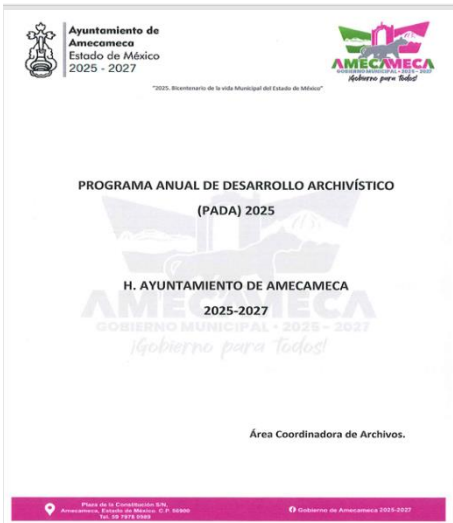 Ayuntamiento de
Amecameca
Estado de México
2025 - 2027
AMECAMECA
GOBIERNO MUNICIPAL • 2025 - 2027
¡Gobierno para Todos!
"2025. Bicentenario de la vida Municipal del Estado de México"
PROGRAMA ANUAL DE DESARROLLO ARCHIVÍSTICO
(PADA) 2025
H. AYUNTAMIENTO DE AMECAMECA
2025-2027
AMECAMECA
GOBIERNO MUNICIPAL • 2025 - 2027
¡Gobierno para Todos!
Área Coordinadora de Archivos.
Plaza de la Constitución S/N,
Amecameca, Estado de México. C.P. 56900
Tel. 59 7978
Gobierno de Amecameca 2025-2027